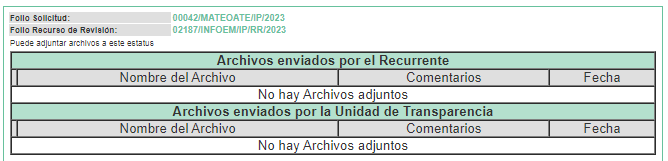 Folio Solicitud: 00042/MATEOATE/IP/2023
Folio Recurso de Revisión: 02187/INFOEM/IP/RR/2023
Puede adjuntar archivos a este estatus
Archivos enviados por el Recurrente
Nombre del Archivo Comentarios Fecha
No hay Archivos adjuntos
Archivos enviados por la Unidad de Transparencia
Nombre del Archivo Comentarios Fecha
No hay Archivos adjuntos